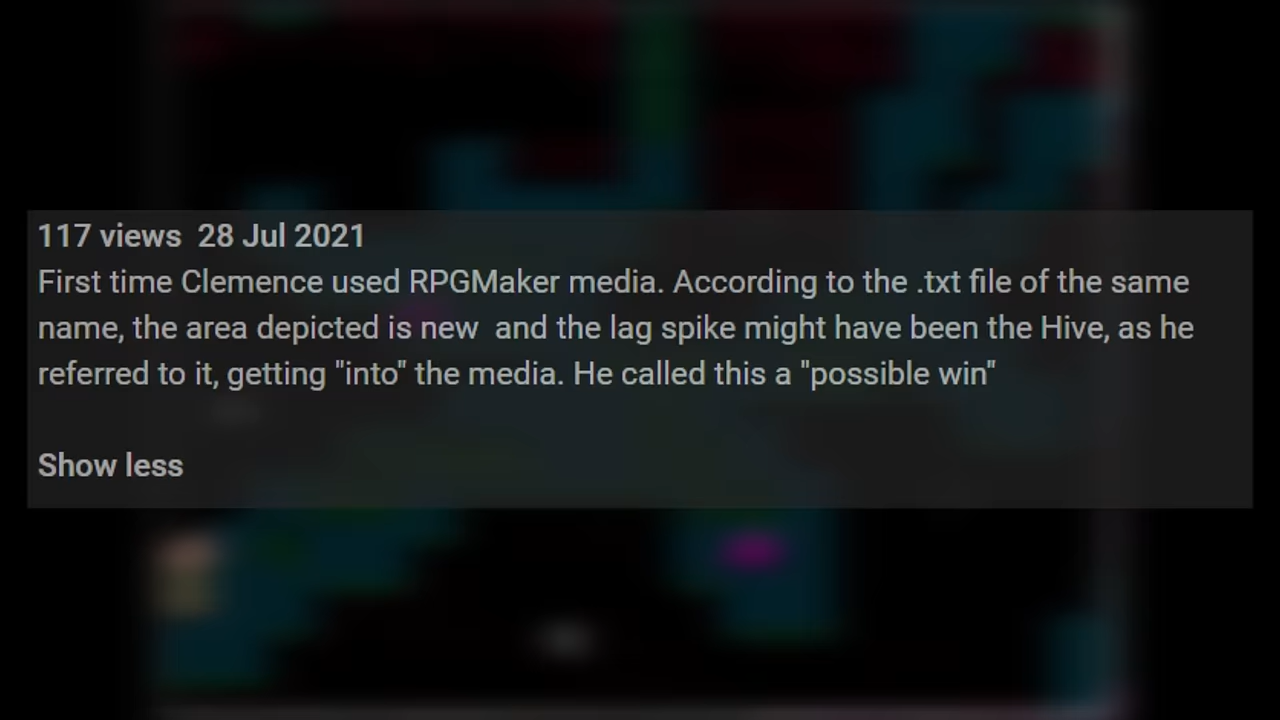 117 views  28 Jul 2021
First time Clemence used RPGMaker media. According to the .txt file of the same
name, the area depicted is new  and the lag spike might have been the Hive, as he
referred to it, getting "into" the media. He called this a "possible win"
Show less